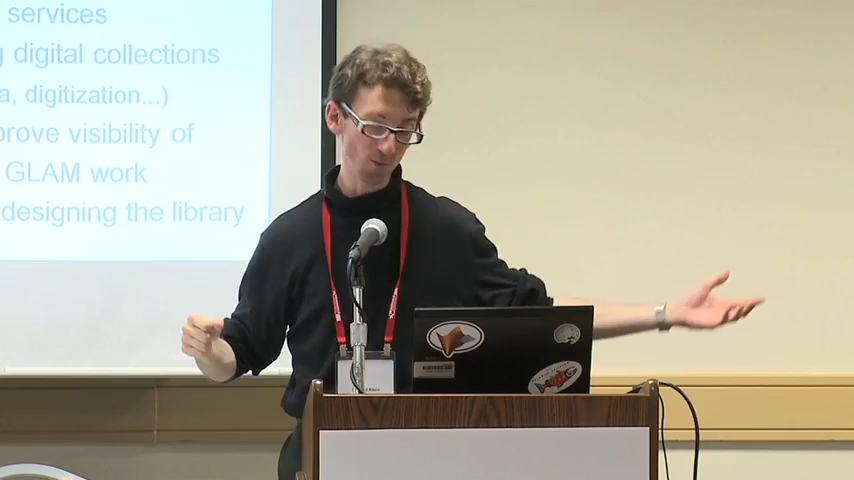 services
g digital collections
a, digitization...)
prove visibility of
GLAM work
designing the library